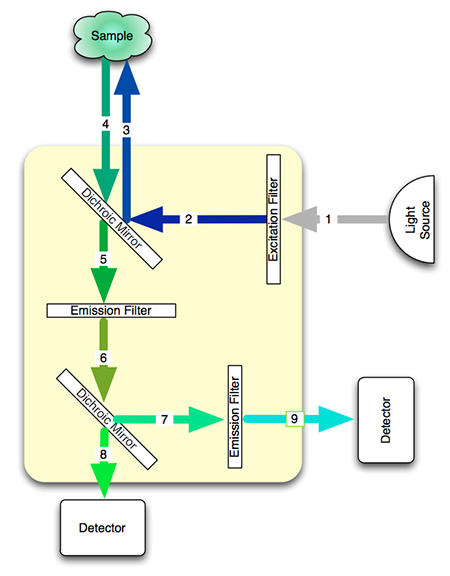 Sample
4
3
Dichroic Mirror
2
Excitation Filter
1
Light
Source
5
Emission Filter
6
Dichroic Mirror
7
Emission Filter
9
Detector
8
Detector